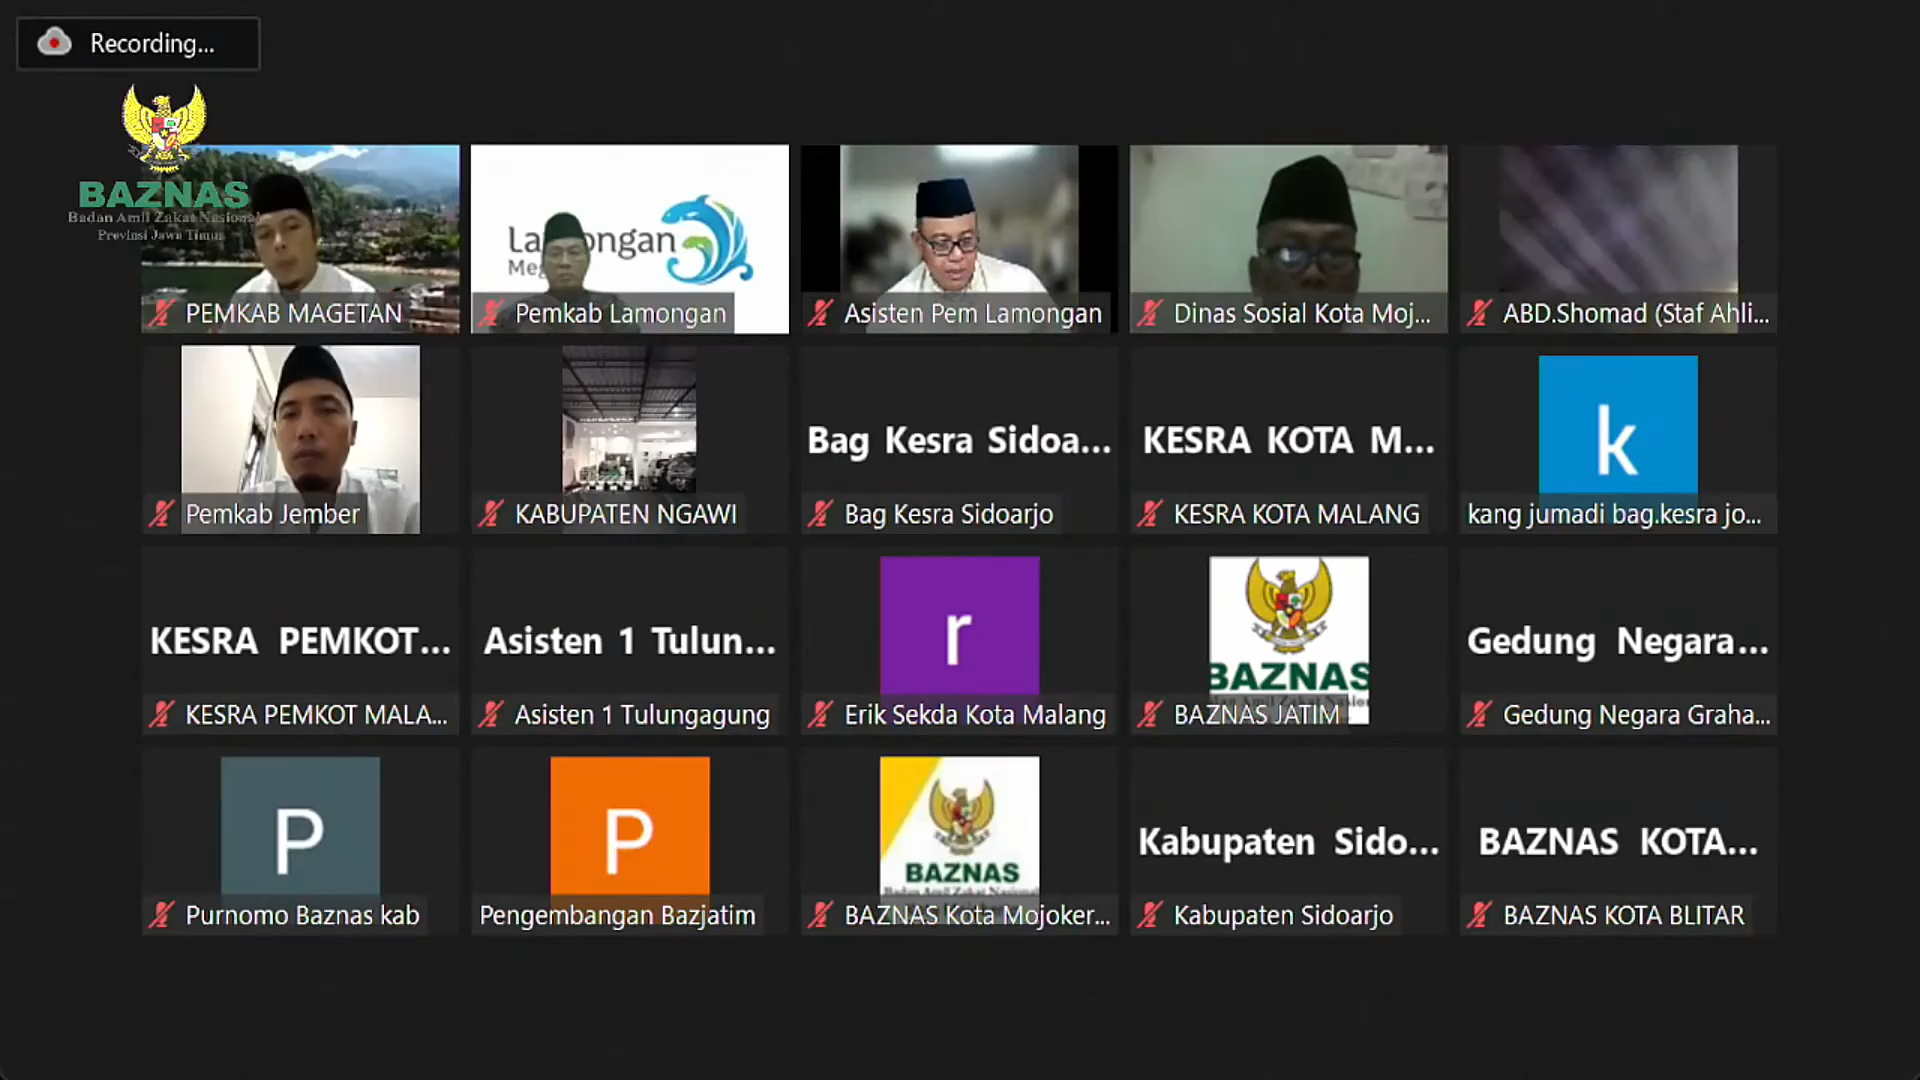 Recording...
BAZNAS
Badan Amil Zakat Nasional
Provinsi Jawa Timur
PEMKAB MAGETAN
Pemkab Lamongan
Asisten Pem Lamongan
Dinas Sosial Kota Moj...
ABD.Shomad (Staf Ahli...
Pemkab Jember
KABUPATEN NGAWI
Bag Kesra Sidoa...
Bag Kesra Sidoarjo
KESRA KOTA M...
KESRA KOTA MALANG
k
kang jumadi bag.kesra jo...
KESRA PEMKOT...
KESRA PEMKOT MALA...
Asisten 1 Tulun...
Asisten 1 Tulungagung
r
Erik Sekda Kota Malang
BAZNAS
BAZNAS JATIM
Gedung Negara...
Gedung Negara Graha...
P
Purnomo Baznas kab
P
Pengembangan Bazjatim
BAZNAS
Badan Amil Zakat Nasional
BAZNAS Kota Mojoker...
Kabupaten Sido...
Kabupaten Sidoarjo
BAZNAS KOTA...
BAZNAS KOTA BLITAR